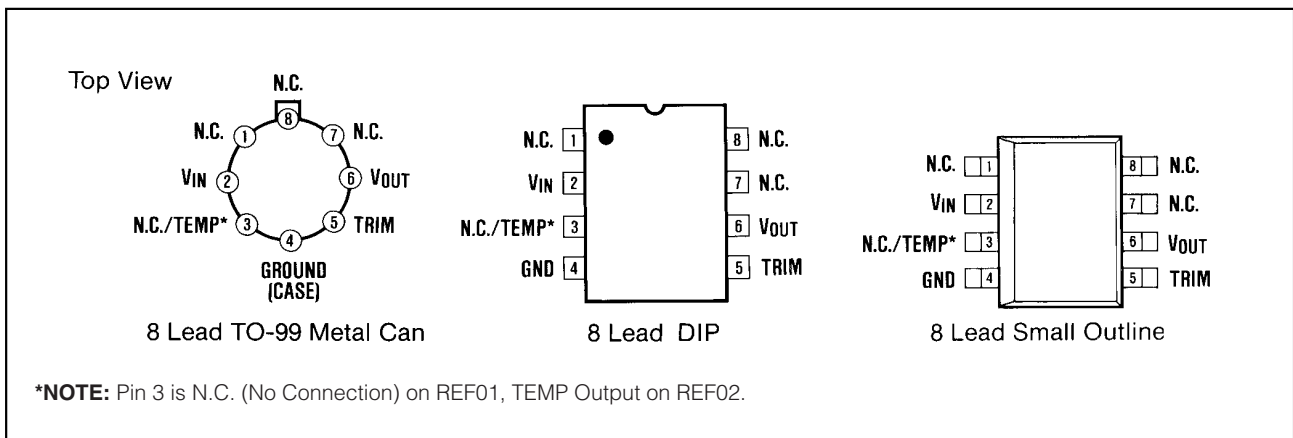 Top View
N.C.
8
N.C. 1 7 N.C.
VIN 2 6 VOUT
N.C./TEMP* 3 5 TRIM
4
GROUND
(CASE)
8 Lead TO-99 Metal Can
N.C. 1 8 N.C.
VIN 2 7 N.C.
N.C./TEMP* 3 6 VOUT
GND 4 5 TRIM
8 Lead DIP
N.C. 1 8 N.C.
VIN 2 7 N.C.
N.C./TEMP* 3 6 VOUT
GND 4 5 TRIM
8 Lead Small Outline
*NOTE: Pin 3 is N.C. (No Connection) on REF01, TEMP Output on REF02.